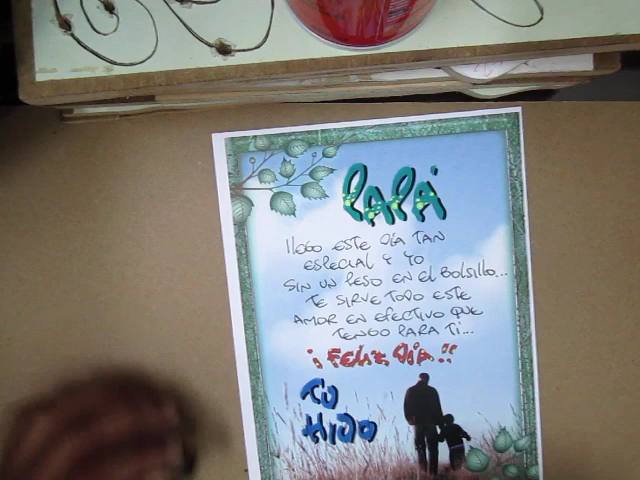 PAPÁ
llegó ESTE DÍA TAN
ESPECIAL Y YO
SIN UN PESO EN EL BOLSILLO...
TE SIRVE TODO ESTE
AMOR EN EFECTIVO QUE
TENGO PARA TÍ...
¡FELIZ DÍA!!
TU
HIJO